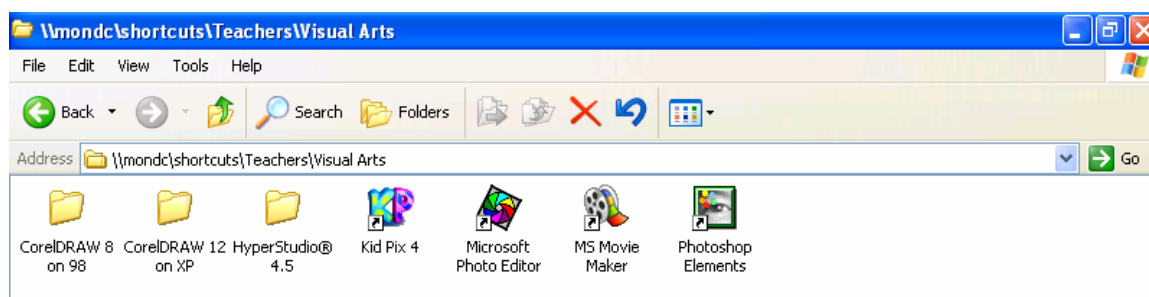 \\mondc\shortcuts\Teachers\Visual Arts
File Edit View Tools Help
Back Search Folders
Address \\mondc\shortcuts\Teachers\Visual Arts Go
CorelDRAW 8 CorelDRAW 12 HyperStudio® Kid Pix 4 Microsoft MS Movie Photoshop
on 98 on XP 4.5 Photo Editor Maker Elements